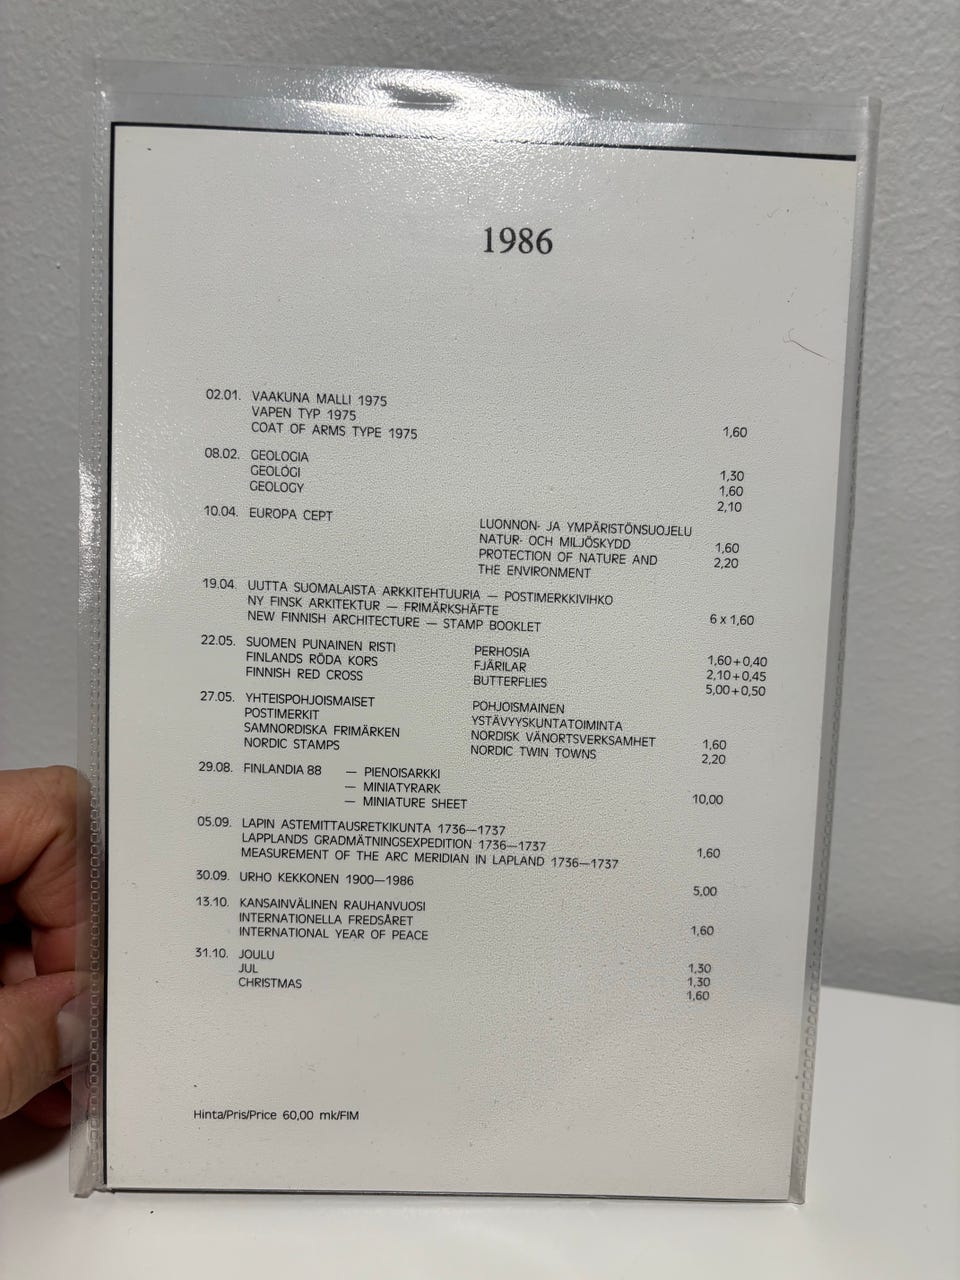 1986
02.01. VAAKUNA MALLI 1975
VAPEN TYP 1975
COAT OF ARMS TYPE 1975 1,60
08.02. GEOLOGIA
GEOLOGI 1,30
GEOLOGY 1,60
2,10
10.04. EUROPA CEPT LUONNON- JA YMPÄRISTÖNSUOJELU
NATUR- OCH MILJÖSKYDD 1,60
PROTECTION OF NATURE AND 2,20
THE ENVIRONMENT
19.04. UUTTA SUOMALAISTA ARKKITEHTUURIA — POSTIMERKKIVIHKO
NY FINSK ARKITEKTUR — FRIMÄRKSHÄFTE
NEW FINNISH ARCHITECTURE — STAMP BOOKLET 6 x 1,60
22.05. SUOMEN PUNAINEN RISTI PERHOSIA 1,60+0,40
FINLANDS RÖDA KORS FJÄRILAR 2,10+0,45
FINNISH RED CROSS BUTTERFLIES 5,00+0,50
27.05. YHTEISPOHJOISMAISET POHJOISMAINEN
POSTIMERKIT YSTÄVYYSKUNTATOIMINTA
SAMNORDISKA FRIMÄRKEN NORDISK VÄNORTSVERKSAMHET 1,60
NORDIC STAMPS NORDIC TWIN TOWNS 2,20
29.08. FINLANDIA 88 — PIENOISARKKI
— MINIATYRARK
— MINIATURE SHEET 10,00
05.09. LAPIN ASTEMITTAUSRETKIKUNTA 1736—1737
LAPPLANDS GRADMÄTNINGSEXPEDITION 1736—1737
MEASUREMENT OF THE ARC MERIDIAN IN LAPLAND 1736—1737 1,60
30.09. URHO KEKKONEN 1900—1986 5,00
13.10. KANSAINVÄLINEN RAUHANVUOSI
INTERNATIONELLA FREDSÅRET
INTERNATIONAL YEAR OF PEACE 1,60
31.10. JOULU 1,30
JUL 1,30
CHRISTMAS 1,60
Hinta/Pris/Price 60,00 mk/FIM